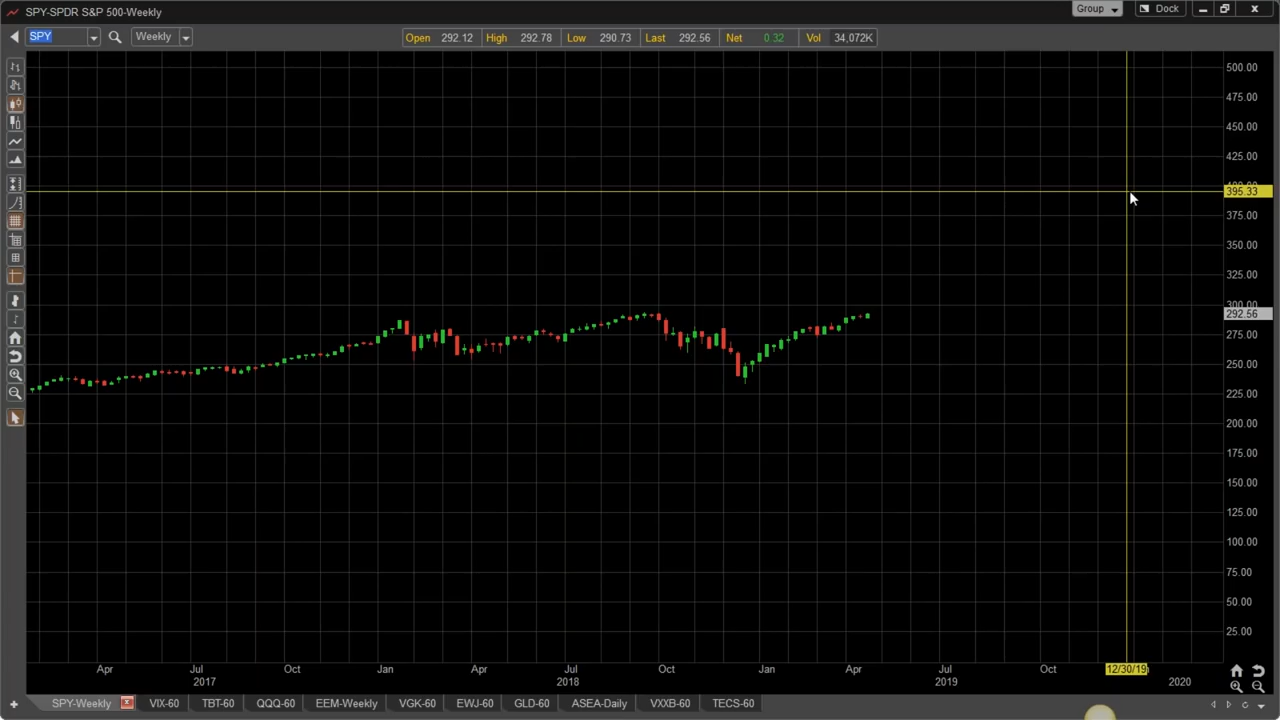 SPY-SPDR S&P 500-Weekly
Group
Dock
SPY
Weekly
Open 292.12 High 292.78 Low 290.73 Last 292.56 Net 0.32 Vol 34,072K
500.00
475.00
450.00
425.00
400.00
395.33
375.00
350.00
325.00
300.00
292.56
275.00
250.00
225.00
200.00
175.00
150.00
125.00
100.00
75.00
50.00
25.00
Apr Jul Oct Jan Apr Jul Oct Jan Apr Jul Oct 12/30/19
2017 2018 2019 2020
SPY-Weekly VIX-60 TBT-60 QQQ-60 EEM-Weekly VGK-60 EWJ-60 GLD-60 ASEA-Daily VXXB-60 TECS-60